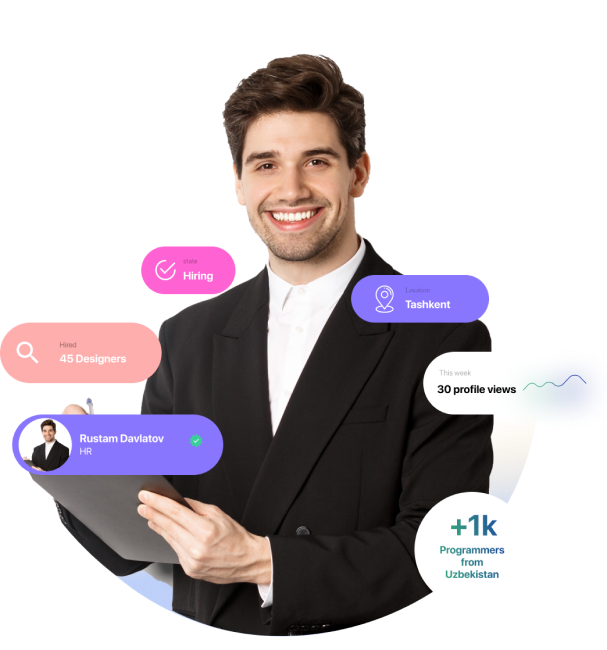 state
Hiring
Location
Tashkent
Hired
45 Designers
This week
30 profile views
Rustam Davlatov
HR
+1k
Programmers
from
Uzbekistan